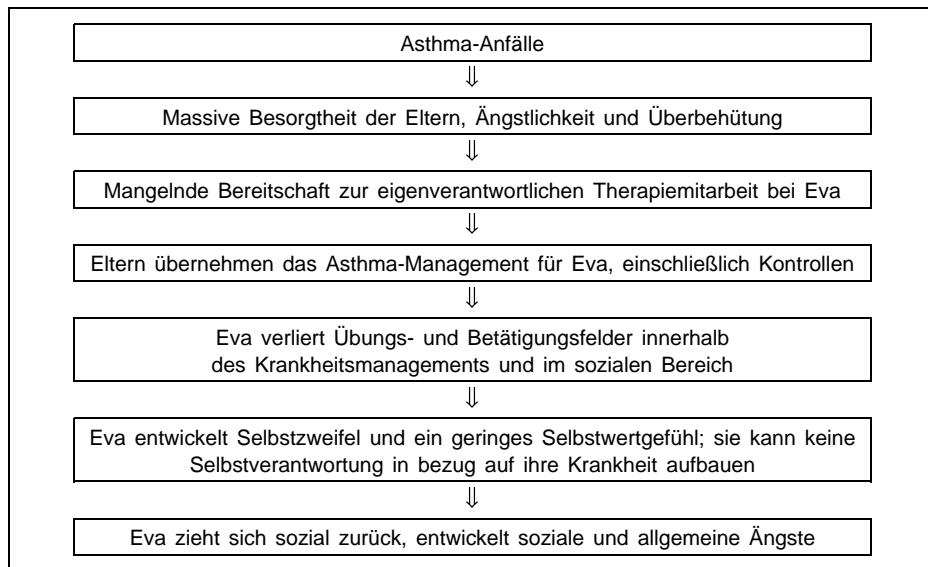 Asthma-Anfälle
⇓
Massive Besorgtheit der Eltern, Ängstlichkeit und Überbehütung
⇓
Mangelnde Bereitschaft zur eigenverantwortlichen Therapiemitarbeit bei Eva
⇓
Eltern übernehmen das Asthma-Management für Eva, einschließlich Kontrollen
⇓
Eva verliert Übungs- und Betätigungsfelder innerhalb
des Krankheitsmanagements und im sozialen Bereich
⇓
Eva entwickelt Selbstzweifel und ein geringes Selbstwertgefühl; sie kann keine
Selbstverantwortung in bezug auf ihre Krankheit aufbauen
⇓
Eva zieht sich sozial zurück, entwickelt soziale und allgemeine Ängste